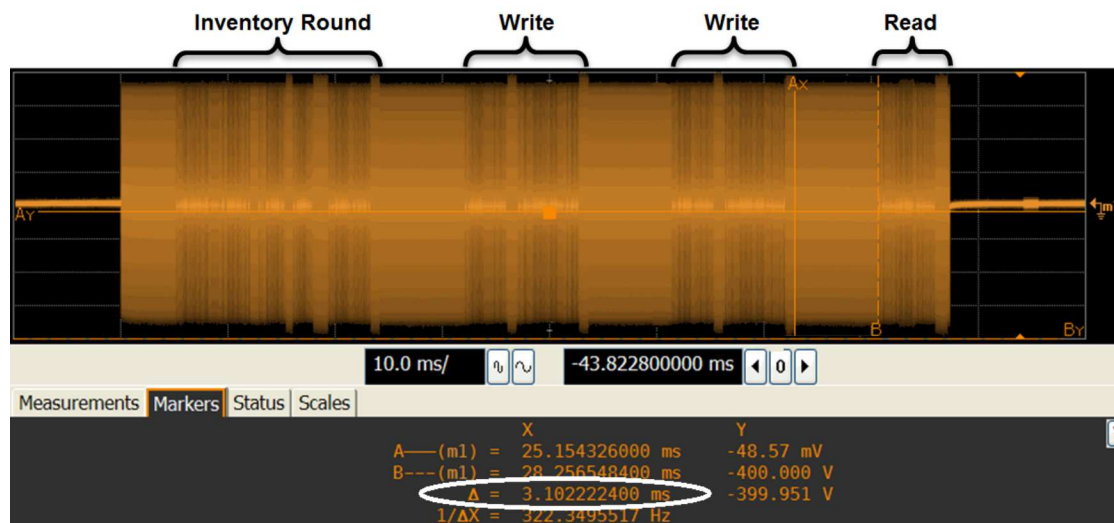 Inventory Round Write Write Read
Ax
AY
m
B BY
10.0 ms/ -43.822800000 ms 0
Measurements Markers Status Scales
X Y
A——(m1) = 25.154326000 ms -48.57 mV
B---(m1) = 28.256548400 ms -400.000 V
Δ = 3.102222400 ms -399.951 V
1/ΔX = 322.3495517 Hz